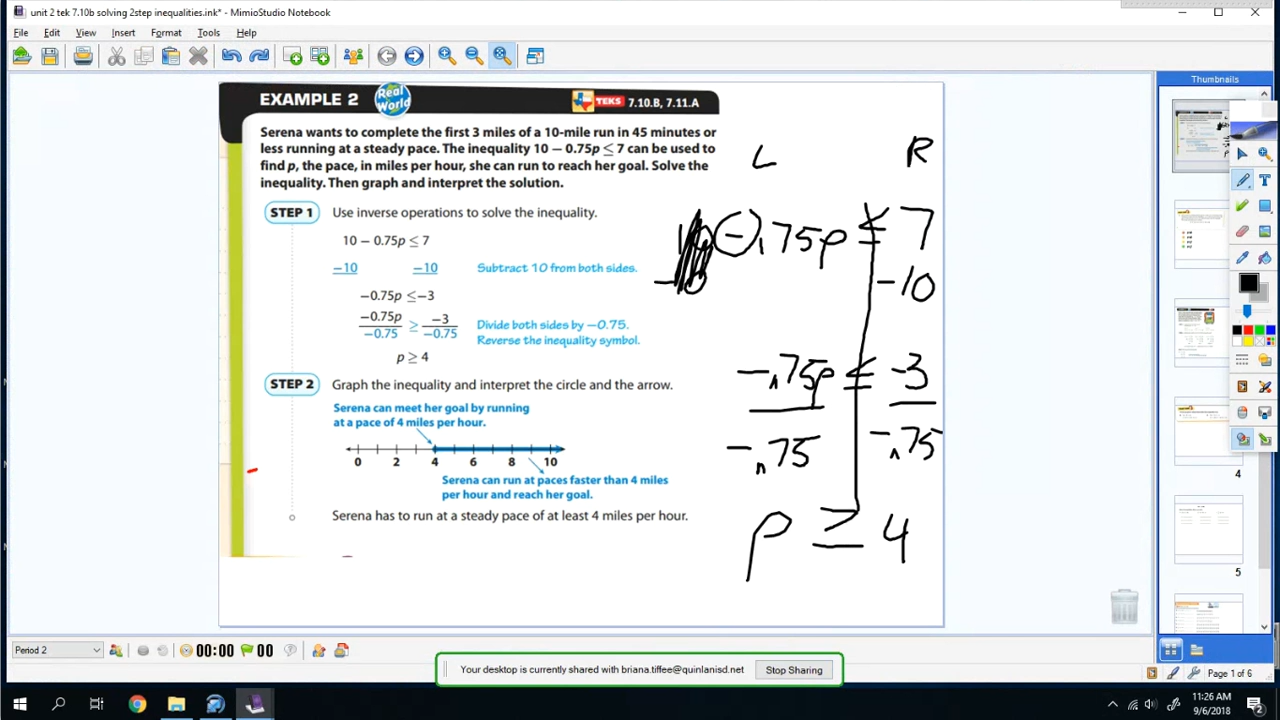 unit 2 tek 7.10b solving 2step inequalities.ink* - MimioStudio Notebook
File Edit View Insert Format Tools Help
Thumbnails
EXAMPLE 2 Real World TEKS 7.10.B, 7.11.A
Serena wants to complete the first 3 miles of a 10-mile run in 45 minutes or
less running at a steady pace. The inequality 10 − 0.75p ≤ 7 can be used to
find p, the pace, in miles per hour, she can run to reach her goal. Solve the
inequality. Then graph and interpret the solution.
STEP 1 Use inverse operations to solve the inequality.
10 − 0.75p ≤ 7
−10 −10 Subtract 10 from both sides.
−0.75p ≤ −3
−0.75p ≥ −3
−0.75 −0.75
Divide both sides by −0.75.
Reverse the inequality symbol.
p ≥ 4
STEP 2 Graph the inequality and interpret the circle and the arrow.
Serena can meet her goal by running
at a pace of 4 miles per hour.
0 2 4 6 8 10
Serena can run at paces faster than 4 miles
per hour and reach her goal.
Serena has to run at a steady pace of at least 4 miles per hour.
L R
-.75p ≤ 7
-10
-.75p ≤ -3
-.75 -.75
p ≥ 4
4
5
Period 2 00:00 00
Your desktop is currently shared with briana.tiffee@quinlanisd.net Stop Sharing
Page 1 of 6
11:26 AM
9/6/2018
2